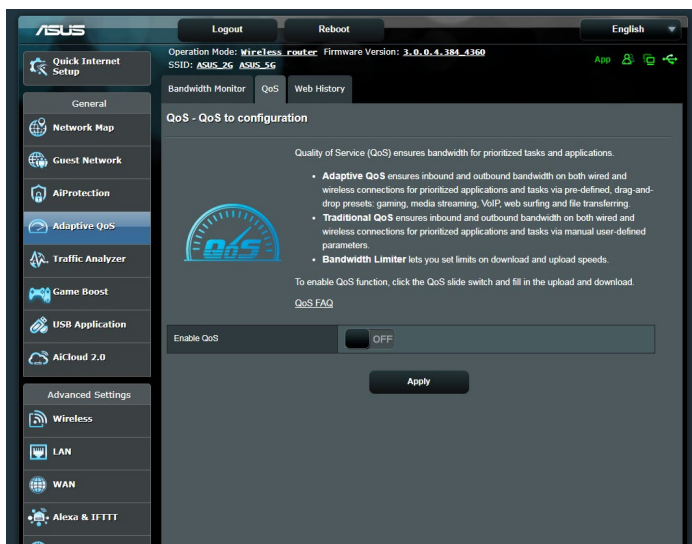 ASUS
Logout
Reboot
English
Quick Internet
Setup
Operation Mode: Wireless router Firmware Version: 3.0.0.4.384_4360
SSID: ASUS_2G ASUS_5G
App
General
Network Map
Guest Network
AiProtection
Adaptive QoS
Traffic Analyzer
Game Boost
USB Application
AiCloud 2.0
Advanced Settings
Wireless
LAN
WAN
Alexa & IFTTT
Bandwidth Monitor
QoS
Web History
QoS - QoS to configuration
QoS
Quality of Service (QoS) ensures bandwidth for prioritized tasks and applications.
• Adaptive QoS ensures inbound and outbound bandwidth on both wired and
wireless connections for prioritized applications and tasks via pre-defined, drag-and-
drop presets: gaming, media streaming, VoIP, web surfing and file transferring.
• Traditional QoS ensures inbound and outbound bandwidth on both wired and
wireless connections for prioritized applications and tasks via manual user-defined
parameters.
• Bandwidth Limiter lets you set limits on download and upload speeds.
To enable QoS function, click the QoS slide switch and fill in the upload and download.
QoS FAQ
Enable QoS
OFF
Apply